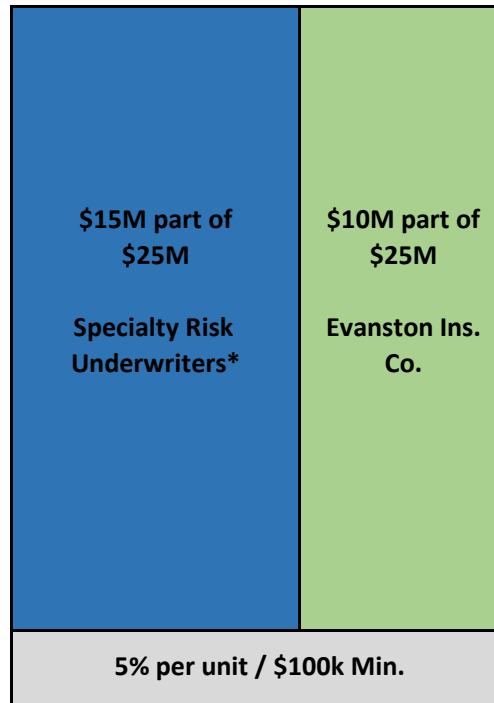 $15M part of
$25M
Specialty Risk
Underwriters*
$10M part of
$25M
Evanston Ins.
Co.
5% per unit / $100k Min.